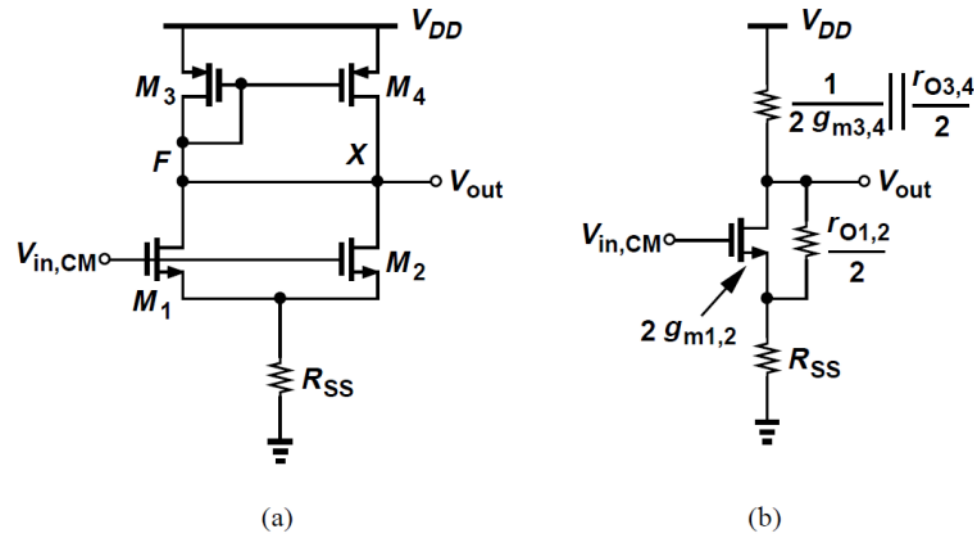 V_DD
M_3
M_4
F
X
V_out
V_in,CM
M_1
M_2
R_SS
(a)
V_DD
1
2 g_m3,4
||
r_O3,4
2
V_out
V_in,CM
r_O1,2
2
2 g_m1,2
R_SS
(b)